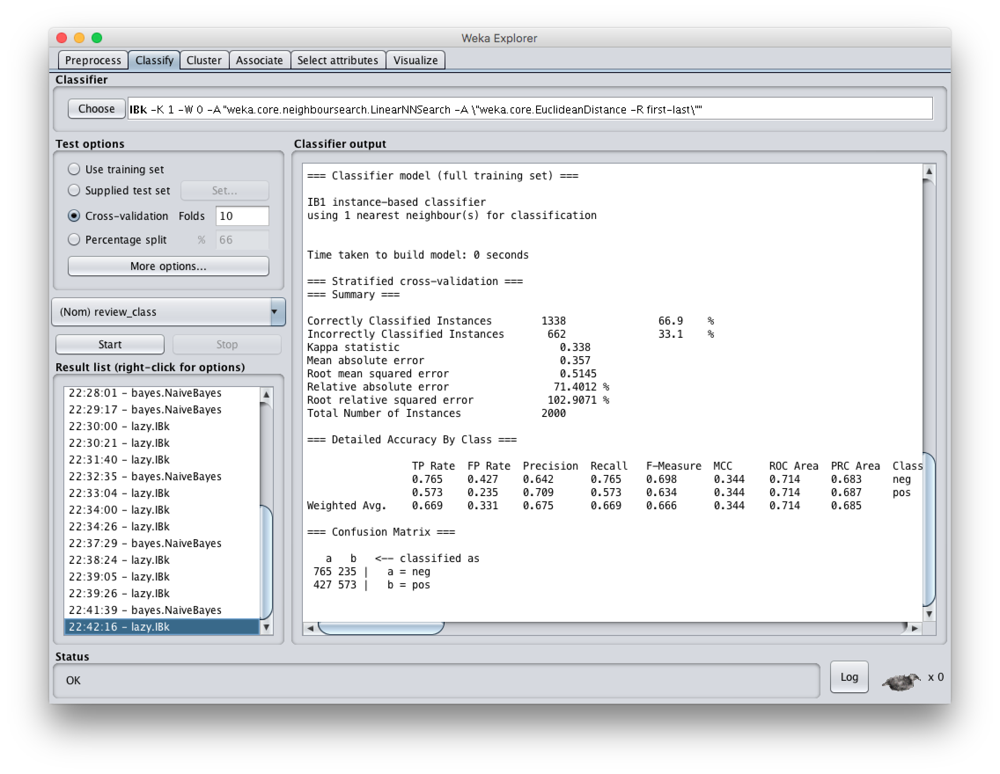 Weka Explorer
Preprocess Classify Cluster Associate Select attributes Visualize
Classifier
Choose IBk -K 1 -W 0 -A "weka.core.neighboursearch.LinearNNSearch -A \"weka.core.EuclideanDistance -R first-last\""
Test options
Use training set
Supplied test set Set...
Cross-validation Folds 10
Percentage split % 66
More options...
(Nom) review_class
Start Stop
Result list (right-click for options)
22:28:01 - bayes.NaiveBayes
22:29:17 - bayes.NaiveBayes
22:30:00 - lazy.IBk
22:30:21 - lazy.IBk
22:31:40 - lazy.IBk
22:32:35 - bayes.NaiveBayes
22:33:04 - lazy.IBk
22:34:00 - lazy.IBk
22:34:26 - lazy.IBk
22:37:29 - bayes.NaiveBayes
22:38:24 - lazy.IBk
22:39:05 - lazy.IBk
22:39:26 - lazy.IBk
22:41:39 - bayes.NaiveBayes
22:42:16 - lazy.IBk
Classifier output
=== Classifier model (full training set) ===
IB1 instance-based classifier
using 1 nearest neighbour(s) for classification
Time taken to build model: 0 seconds
=== Stratified cross-validation ===
=== Summary ===
Correctly Classified Instances 1338 66.9 %
Incorrectly Classified Instances 662 33.1 %
Kappa statistic 0.338
Mean absolute error 0.357
Root mean squared error 0.5145
Relative absolute error 71.4012 %
Root relative squared error 102.9071 %
Total Number of Instances 2000
=== Detailed Accuracy By Class ===
TP Rate FP Rate Precision Recall F-Measure MCC ROC Area PRC Area Class
0.765 0.427 0.642 0.765 0.698 0.344 0.714 0.683 neg
0.573 0.235 0.709 0.573 0.634 0.344 0.714 0.687 pos
Weighted Avg. 0.669 0.331 0.675 0.669 0.666 0.344 0.714 0.685
=== Confusion Matrix ===
a b <-- classified as
765 235 | a = neg
427 573 | b = pos
Status
OK
Log x 0